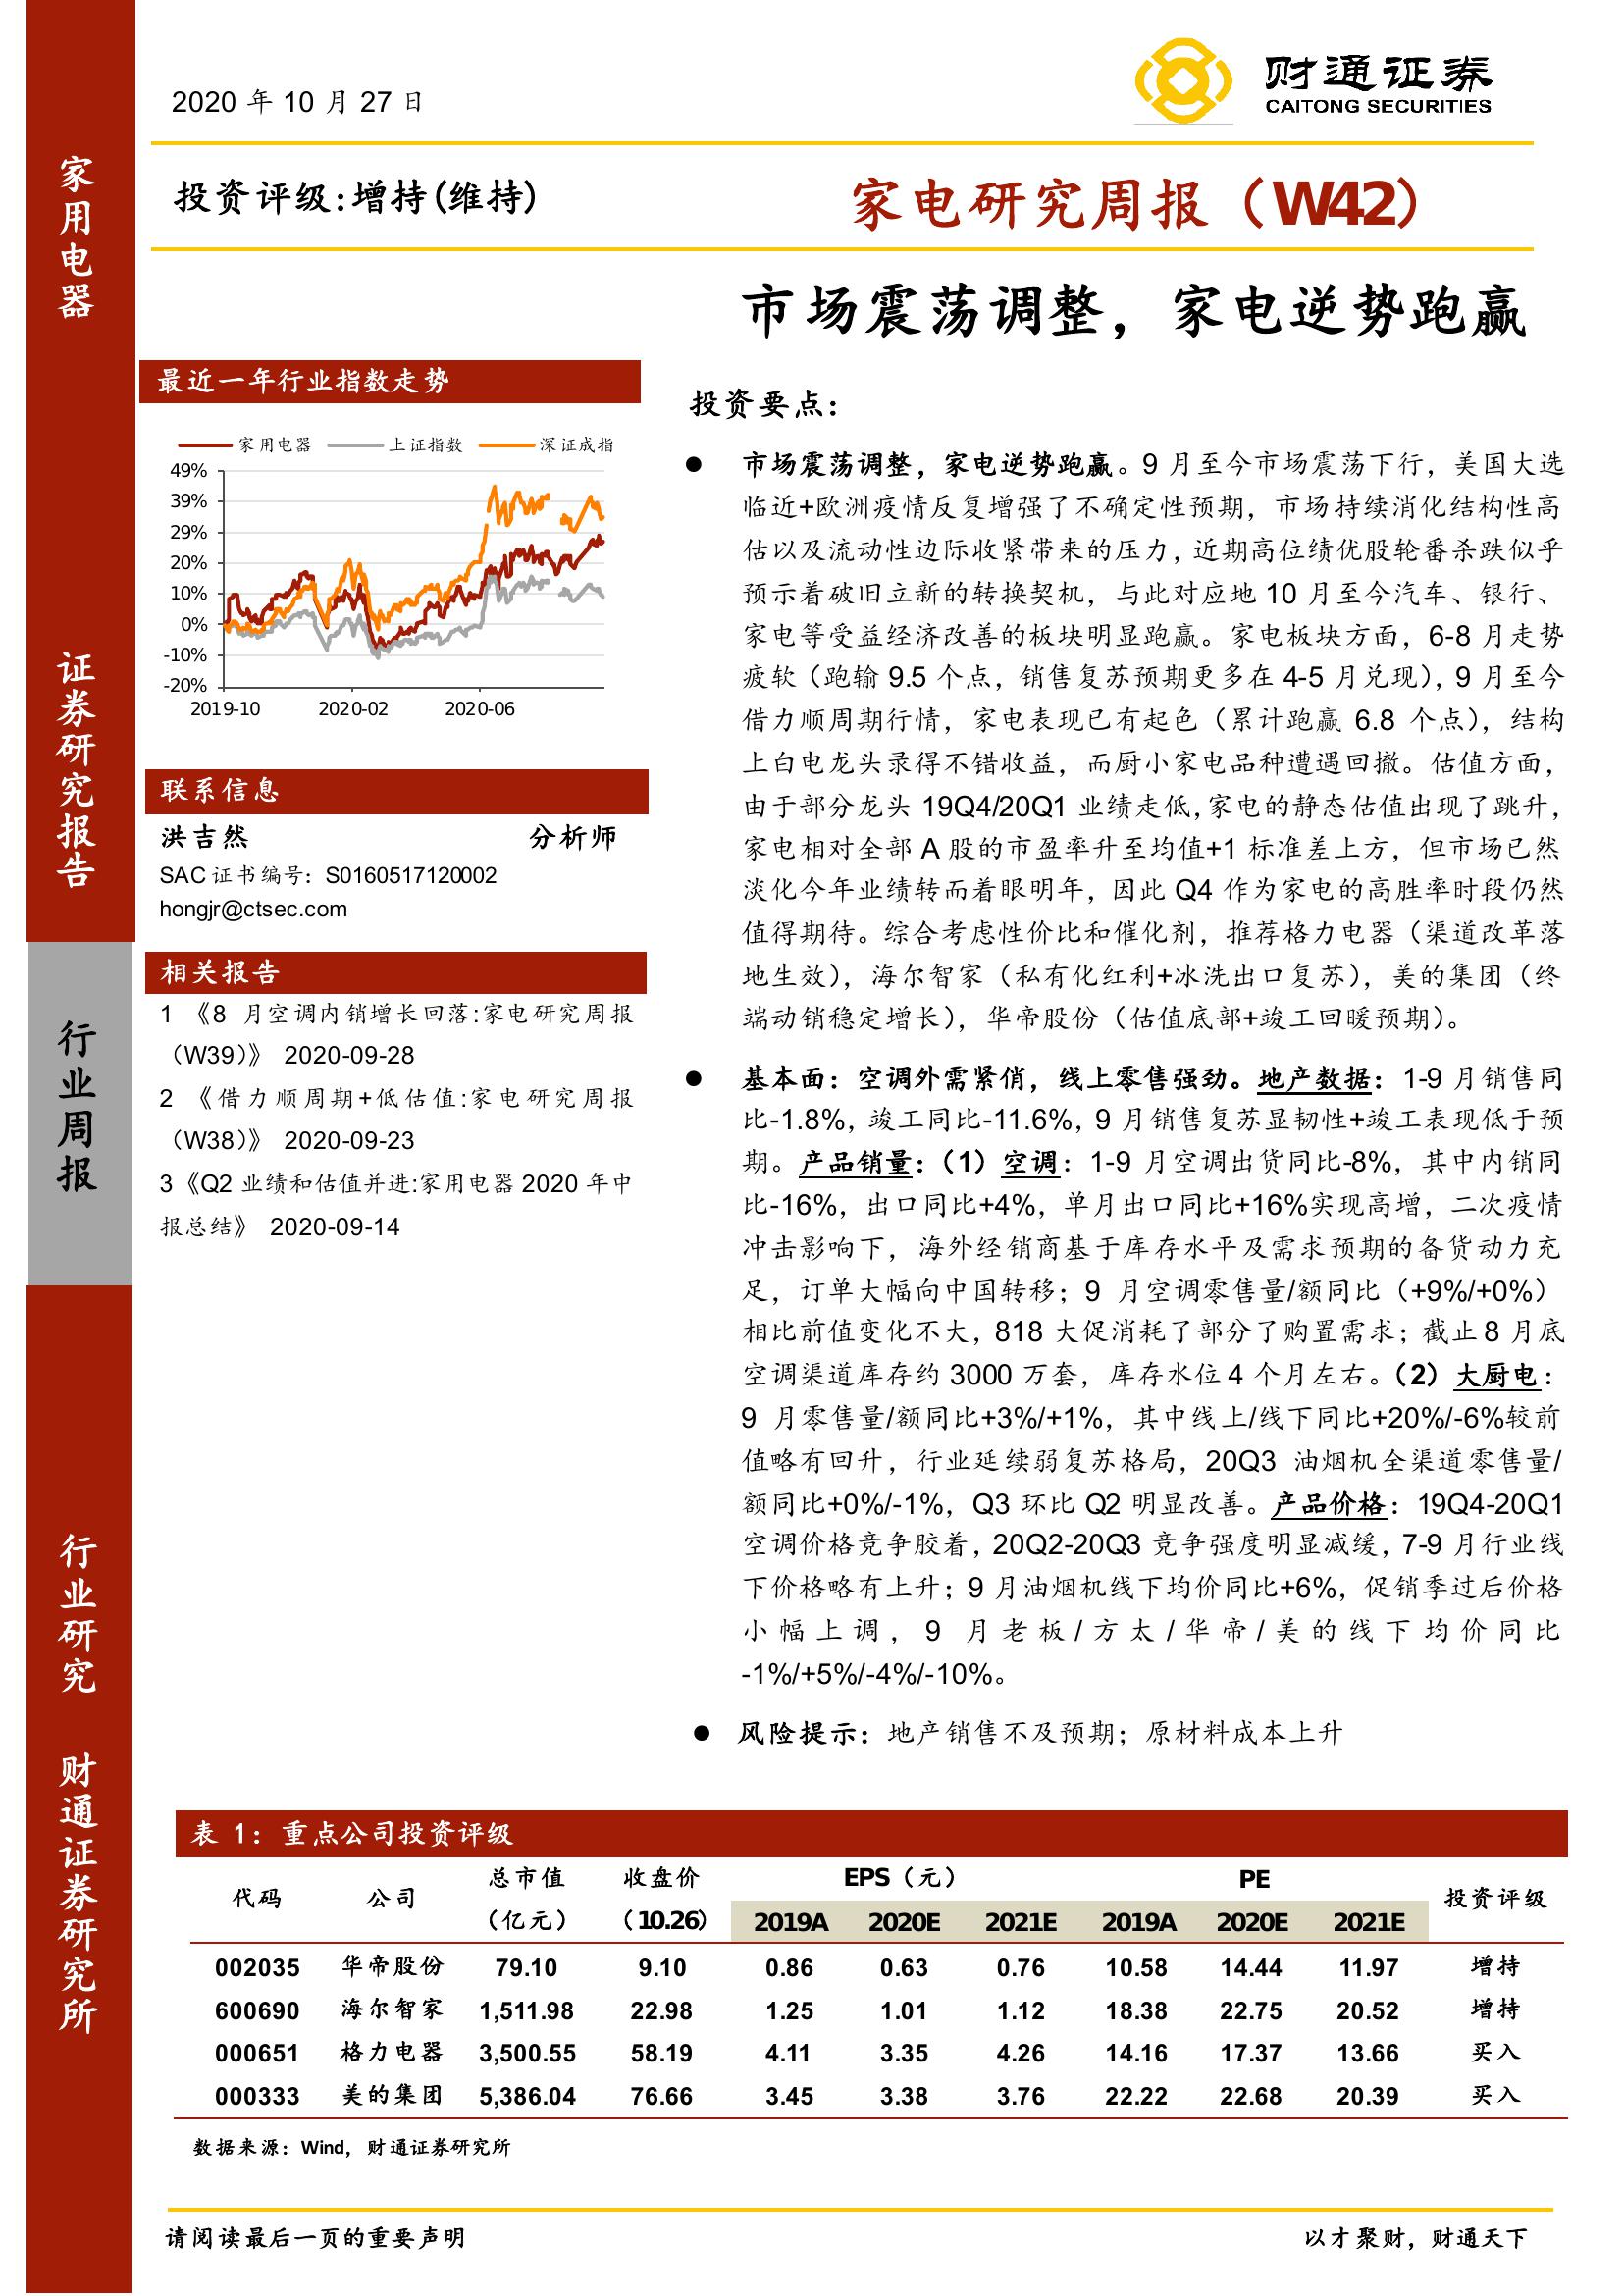 2020 年 10 月 27 日
财通证券
CAITONG SECURITIES
投资评级:增持(维持)
家电研究周报（W42）
市场震荡调整，家电逆势跑赢
家用电器
证券研究报告
行业周报
行业研究
财通证券研究所
最近一年行业指数走势
家用电器 上证指数 深证成指
49%
39%
29%
20%
10%
0%
-10%
-20%
2019-10 2020-02 2020-06
联系信息
洪吉然 分析师
SAC 证书编号：S0160517120002
hongjr@ctsec.com
相关报告
1 《8 月空调内销增长回落:家电研究周报
（W39）》 2020-09-28
2 《借力顺周期+低估值:家电研究周报
（W38）》 2020-09-23
3《Q2 业绩和估值并进:家用电器 2020 年中
报总结》 2020-09-14
投资要点：
● 市场震荡调整，家电逆势跑赢。9 月至今市场震荡下行，美国大选
临近+欧洲疫情反复增强了不确定性预期，市场持续消化结构性高
估以及流动性边际收紧带来的压力，近期高位绩优股轮番杀跌似乎
预示着破旧立新的转换契机，与此对应地 10 月至今汽车、银行、
家电等受益经济改善的板块明显跑赢。家电板块方面，6-8 月走势
疲软（跑输 9.5 个点，销售复苏预期更多在 4-5 月兑现），9 月至今
借力顺周期行情，家电表现已有起色（累计跑赢 6.8 个点），结构
上白电龙头录得不错收益，而厨小家电品种遭遇回撤。估值方面，
由于部分龙头 19Q4/20Q1 业绩走低，家电的静态估值出现了跳升，
家电相对全部 A 股的市盈率升至均值+1 标准差上方，但市场已然
淡化今年业绩转而着眼明年，因此 Q4 作为家电的高胜率时段仍然
值得期待。综合考虑性价比和催化剂，推荐格力电器（渠道改革落
地生效），海尔智家（私有化红利+冰洗出口复苏），美的集团（终
端动销稳定增长），华帝股份（估值底部+竣工回暖预期）。
● 基本面：空调外需紧俏，线上零售强劲。地产数据：1-9 月销售同
比-1.8%，竣工同比-11.6%，9 月销售复苏显韧性+竣工表现低于预
期。产品销量：（1）空调：1-9 月空调出货同比-8%，其中内销同
比-16%，出口同比+4%，单月出口同比+16%实现高增，二次疫情
冲击影响下，海外经销商基于库存水平及需求预期的备货动力充
足，订单大幅向中国转移；9 月空调零售量/额同比（+9%/+0%）
相比前值变化不大，818 大促消耗了部分了购置需求；截止 8 月底
空调渠道库存约 3000 万套，库存水位 4 个月左右。（2）大厨电：
9 月零售量/额同比+3%/+1%，其中线上/线下同比+20%/-6%较前
值略有回升，行业延续弱复苏格局，20Q3 油烟机全渠道零售量/
额同比+0%/-1%，Q3 环比 Q2 明显改善。产品价格：19Q4-20Q1
空调价格竞争胶着，20Q2-20Q3 竞争强度明显减缓，7-9 月行业线
下价格略有上升；9 月油烟机线下均价同比+6%，促销季过后价格
小幅上调，9 月老板/方太/华帝/美的线下均价同比
-1%/+5%/-4%/-10%。
● 风险提示：地产销售不及预期；原材料成本上升
表 1：重点公司投资评级
代码 公司 总市值 收盘价 EPS（元） PE 投资评级
（亿元） （10.26） 2019A 2020E 2021E 2019A 2020E 2021E
002035 华帝股份 79.10 9.10 0.86 0.63 0.76 10.58 14.44 11.97 增持
600690 海尔智家 1,511.98 22.98 1.25 1.01 1.12 18.38 22.75 20.52 增持
000651 格力电器 3,500.55 58.19 4.11 3.35 4.26 14.16 17.37 13.66 买入
000333 美的集团 5,386.04 76.66 3.45 3.38 3.76 22.22 22.68 20.39 买入
数据来源：Wind，财通证券研究所
请阅读最后一页的重要声明
以才聚财，财通天下